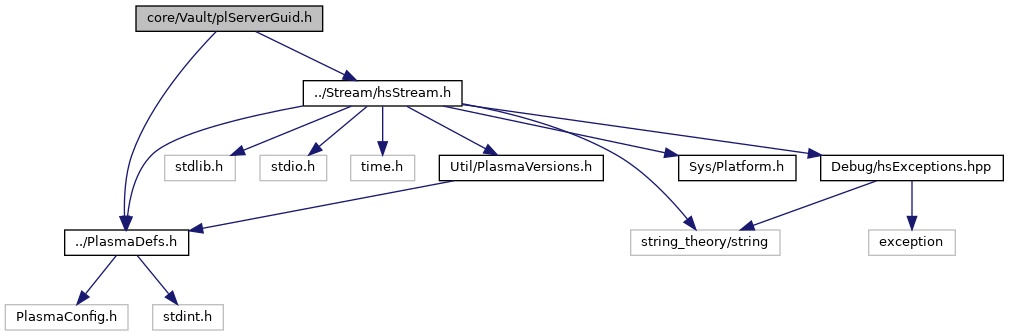 core/Vault/plServerGuid.h
../Stream/hsStream.h
stdlib.h
stdio.h
time.h
Util/PlasmaVersions.h
Sys/Platform.h
Debug/hsExceptions.hpp
../PlasmaDefs.h
string_theory/string
exception
PlasmaConfig.h
stdint.h